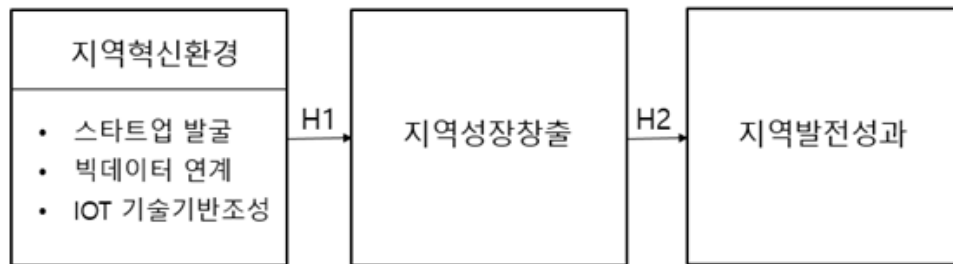 지역혁신환경
• 스타트업 발굴
• 빅데이터 연계
• IOT 기술기반조성
H1
지역성장창출
H2
지역발전성과